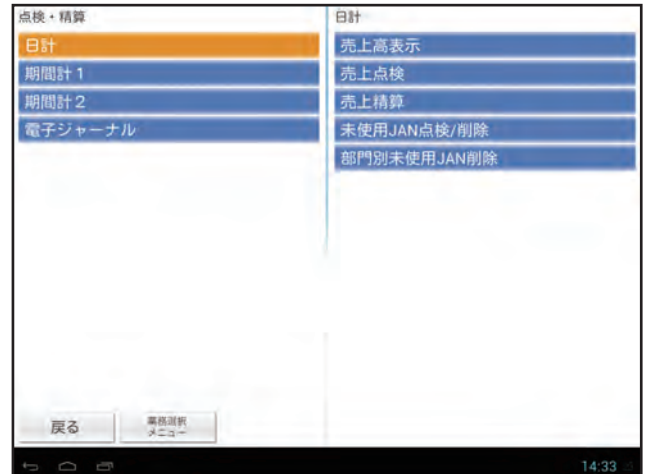 点検・精算
日計
期間計1
期間計2
電子ジャーナル
日計
売上高表示
売上点検
売上精算
未使用JAN点検/削除
部門別未使用JAN削除
戻る
業務選択
メニュー
14:33